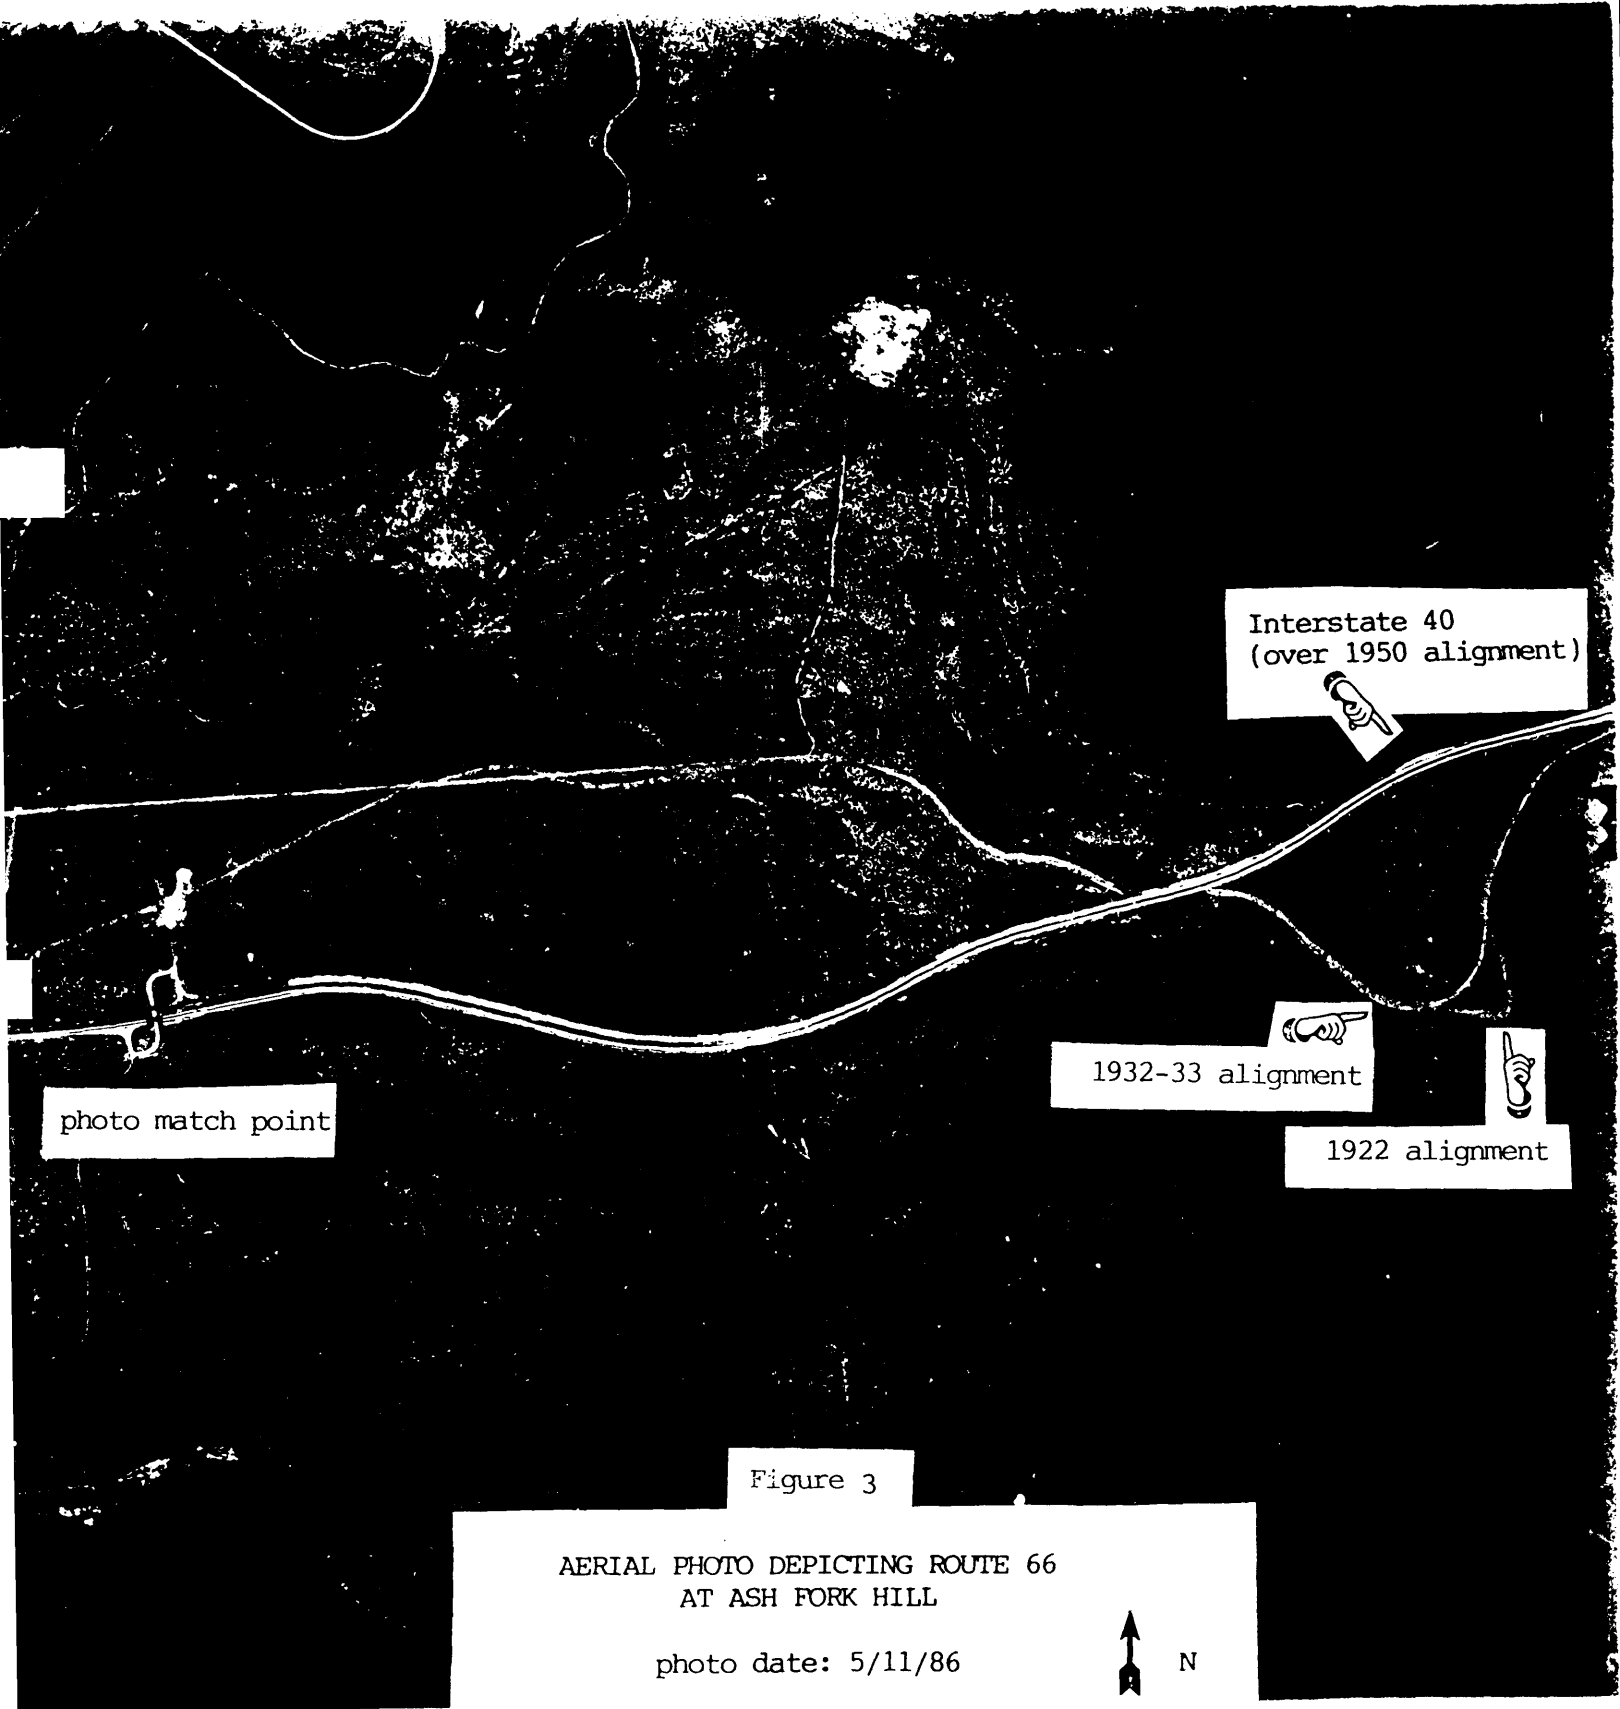 Interstate 40
(over 1950 alignment)
1932-33 alignment
photo match point
1922 alignment
Figure 3
AERIAL PHOTO DEPICTING ROUTE 66
AT ASH FORK HILL
photo date: 5/11/86
N